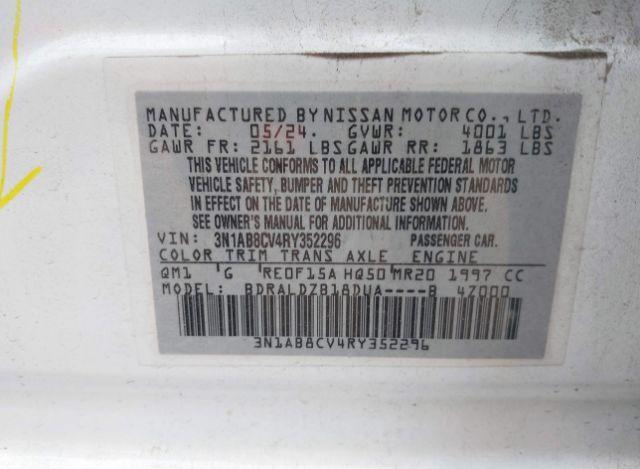 MANUFACTURED BY NISSAN MOTOR CO., LTD.
DATE: 05/24. GVWR: 4001 LBS
GAWR FR: 2161 LBS GAWR RR: 1863 LBS
THIS VEHICLE CONFORMS TO ALL APPLICABLE FEDERAL MOTOR
VEHICLE SAFETY, BUMPER AND THEFT PREVENTION STANDARDS
IN EFFECT ON THE DATE OF MANUFACTURE SHOWN ABOVE.
SEE OWNER'S MANUAL FOR ADDITIONAL INFORMATION.
VIN: 3N1AB8CV4RY352296 PASSENGER CAR.
COLOR TRIM TRANS AXLE ENGINE
QM1 G RE0F15A HQ50 MR20 1997 CC
MODEL: BDRALDZB18DUA----B 47000
3N1AB8CV4RY352296